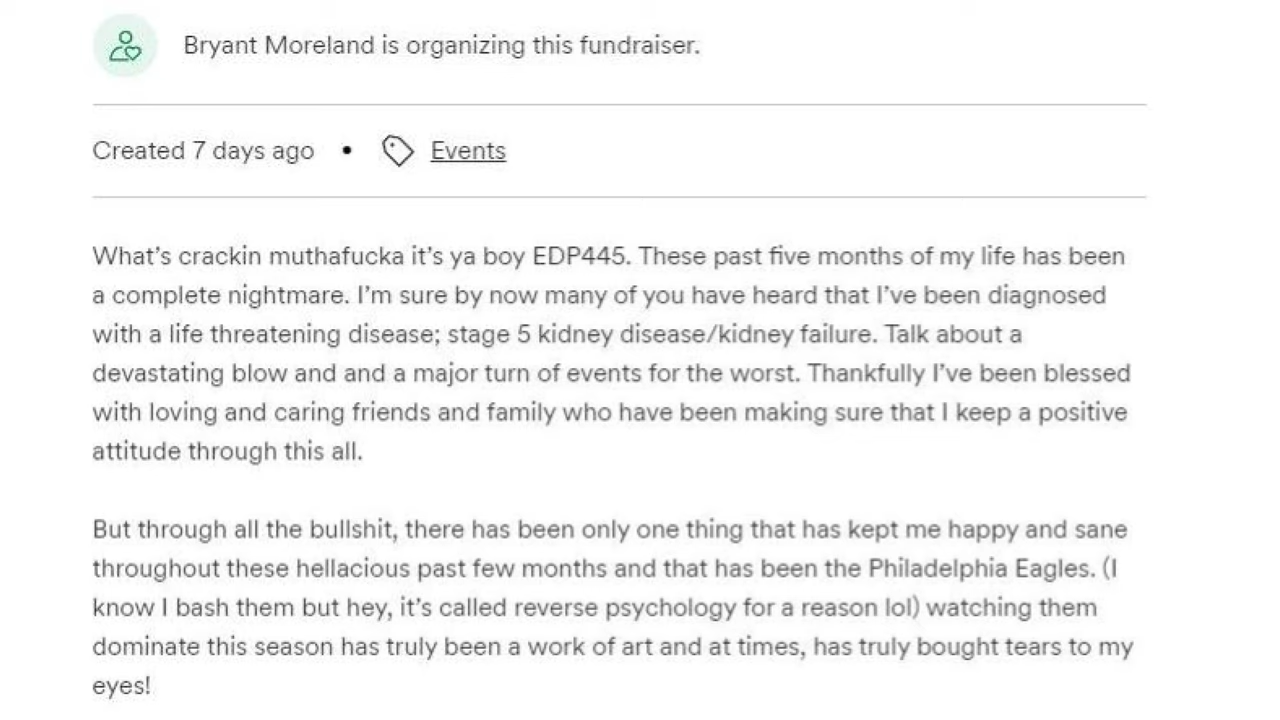 Bryant Moreland is organizing this fundraiser.
Created 7 days ago • Events
What's crackin muthafucka it's ya boy EDP445. These past five months of my life has been
a complete nightmare. I'm sure by now many of you have heard that I've been diagnosed
with a life threatening disease; stage 5 kidney disease/kidney failure. Talk about a
devastating blow and and a major turn of events for the worst. Thankfully I've been blessed
with loving and caring friends and family who have been making sure that I keep a positive
attitude through this all.
But through all the bullshit, there has been only one thing that has kept me happy and sane
throughout these hellacious past few months and that has been the Philadelphia Eagles. (I
know I bash them but hey, it's called reverse psychology for a reason lol) watching them
dominate this season has truly been a work of art and at times, has truly bought tears to my
eyes!